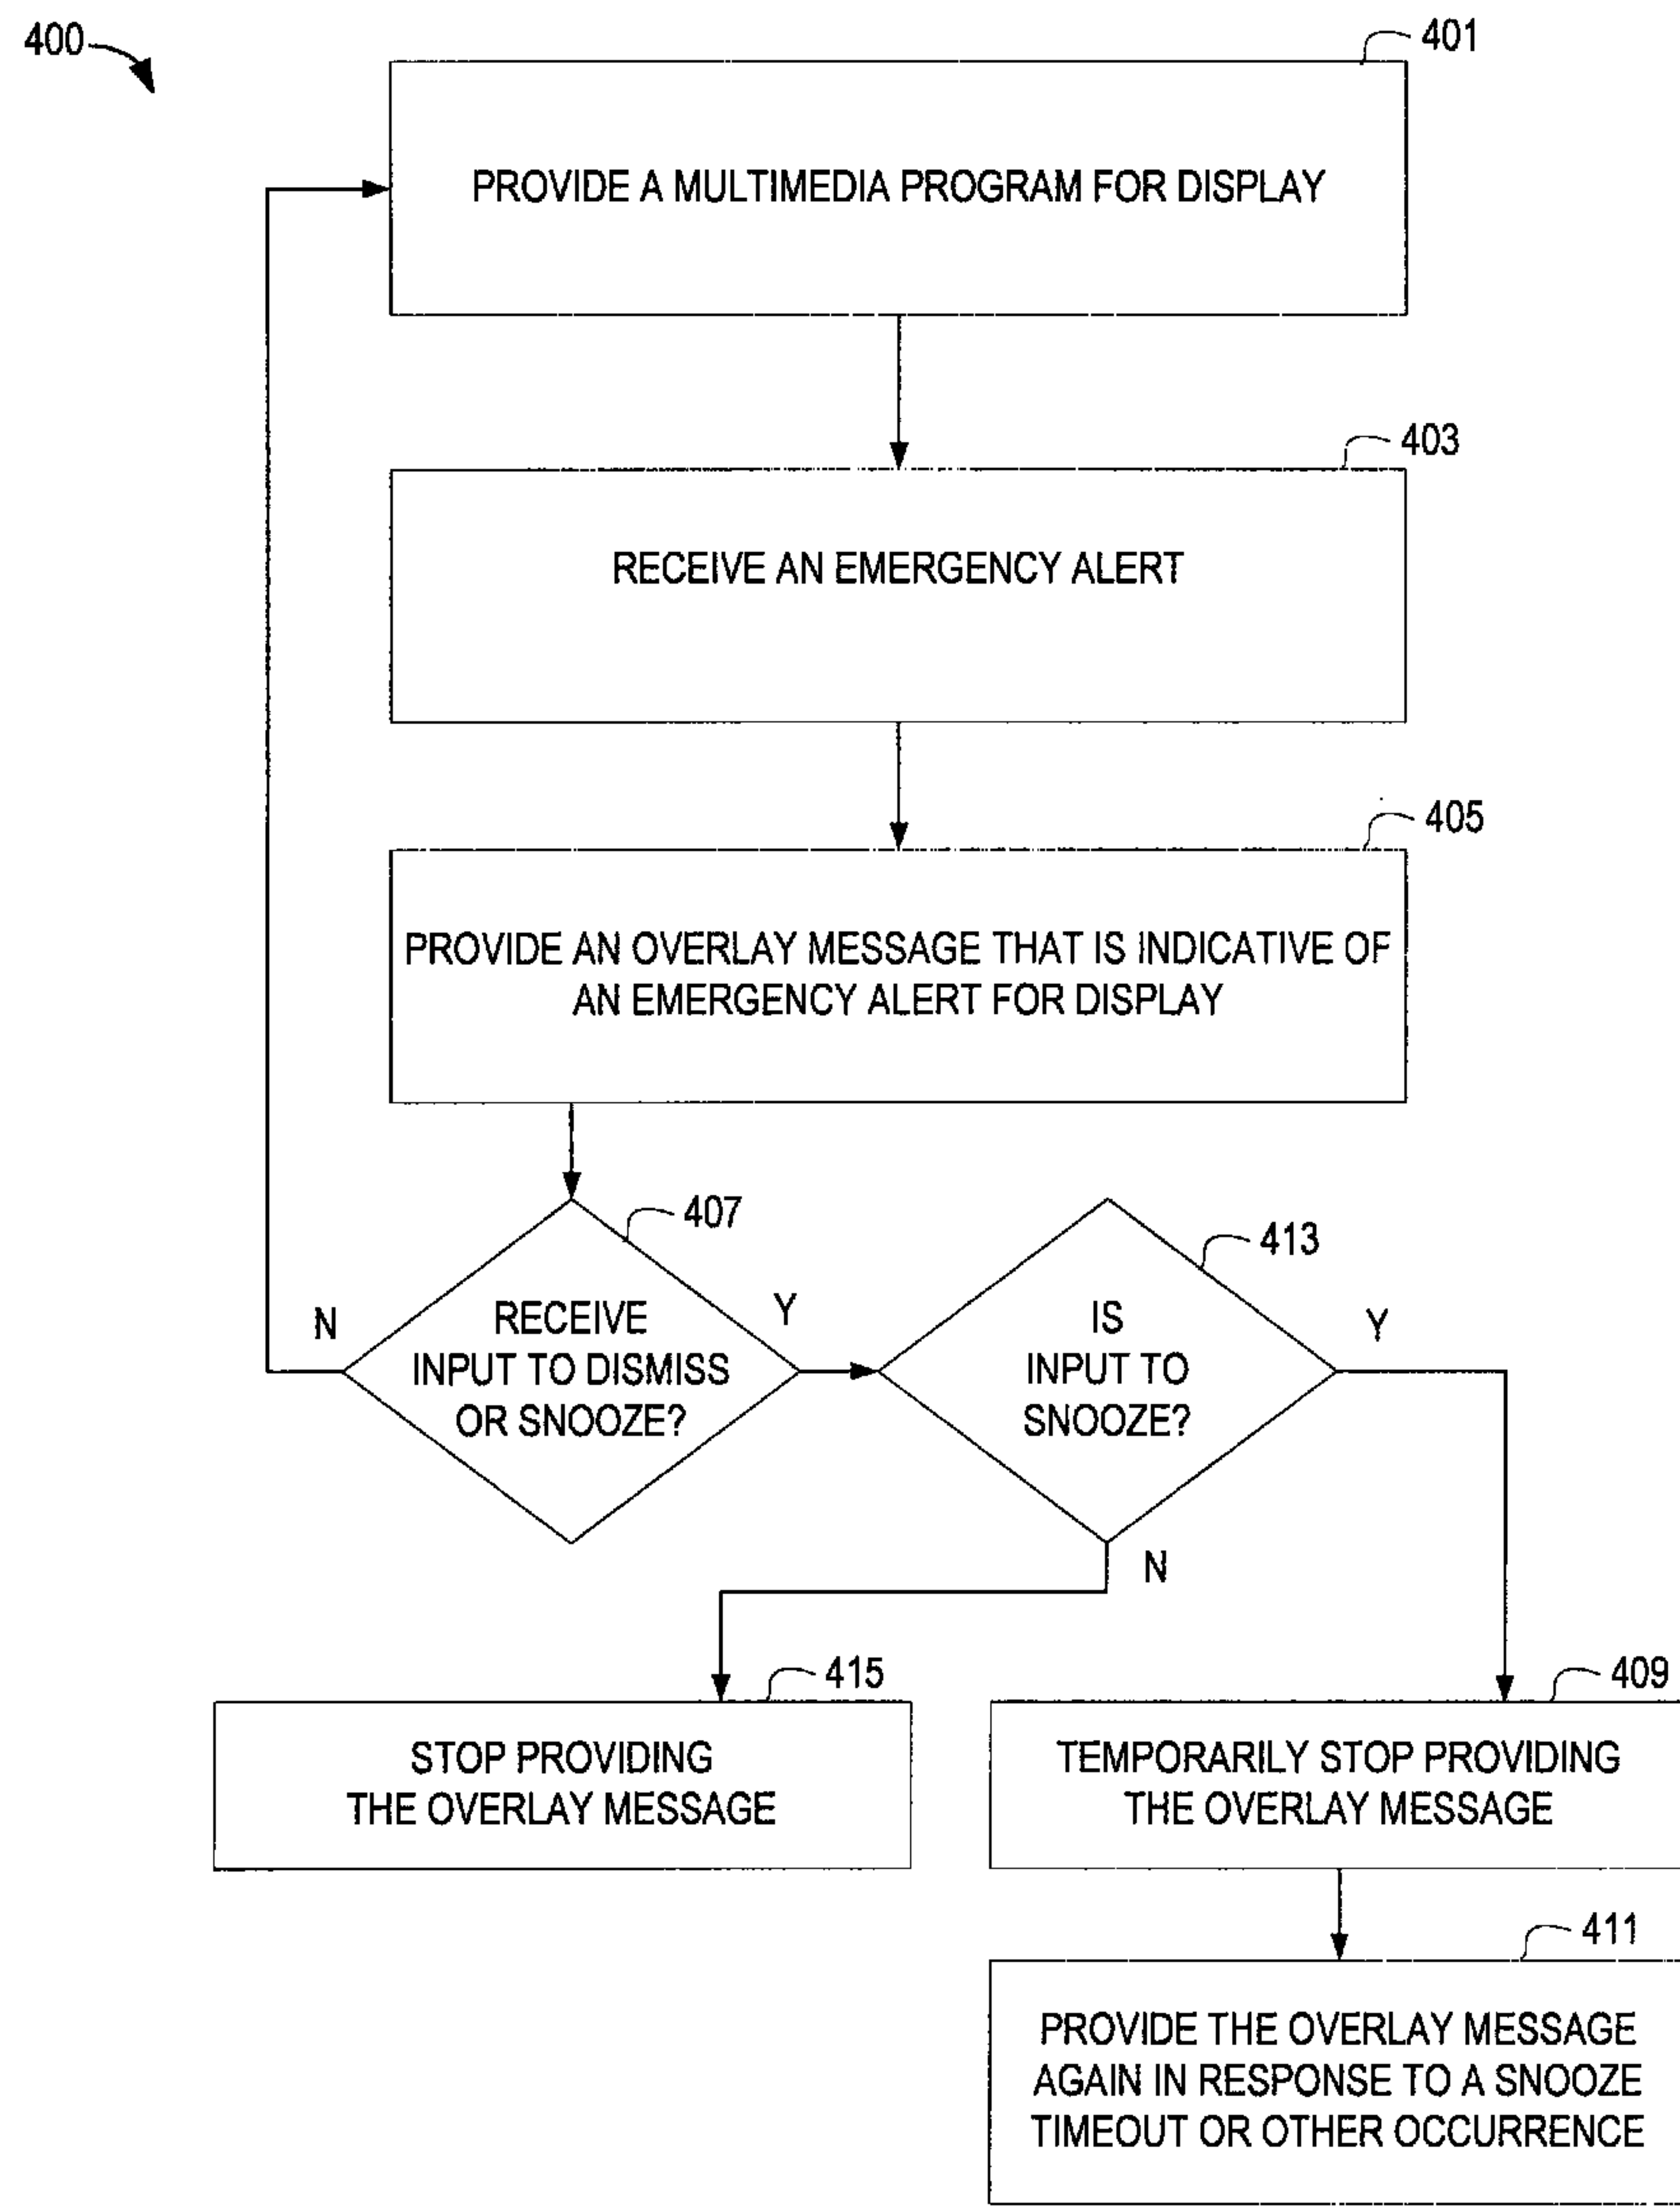 400
401
PROVIDE A MULTIMEDIA PROGRAM FOR DISPLAY
403
RECEIVE AN EMERGENCY ALERT
405
PROVIDE AN OVERLAY MESSAGE THAT IS INDICATIVE OF
AN EMERGENCY ALERT FOR DISPLAY
407
N
RECEIVE
INPUT TO DISMISS
OR SNOOZE?
Y
413
IS
INPUT TO
SNOOZE?
Y
N
415
STOP PROVIDING
THE OVERLAY MESSAGE
409
TEMPORARILY STOP PROVIDING
THE OVERLAY MESSAGE
411
PROVIDE THE OVERLAY MESSAGE
AGAIN IN RESPONSE TO A SNOOZE
TIMEOUT OR OTHER OCCURRENCE